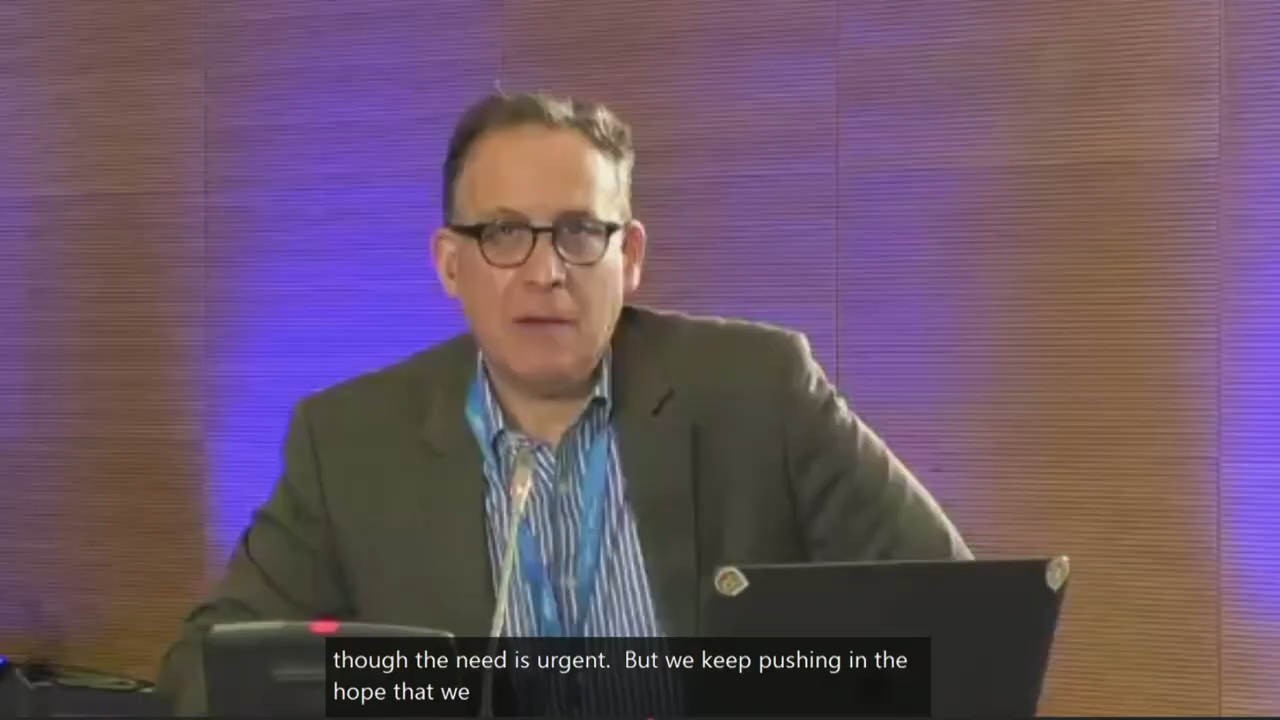 though the need is urgent.  But we keep pushing in the
hope that we